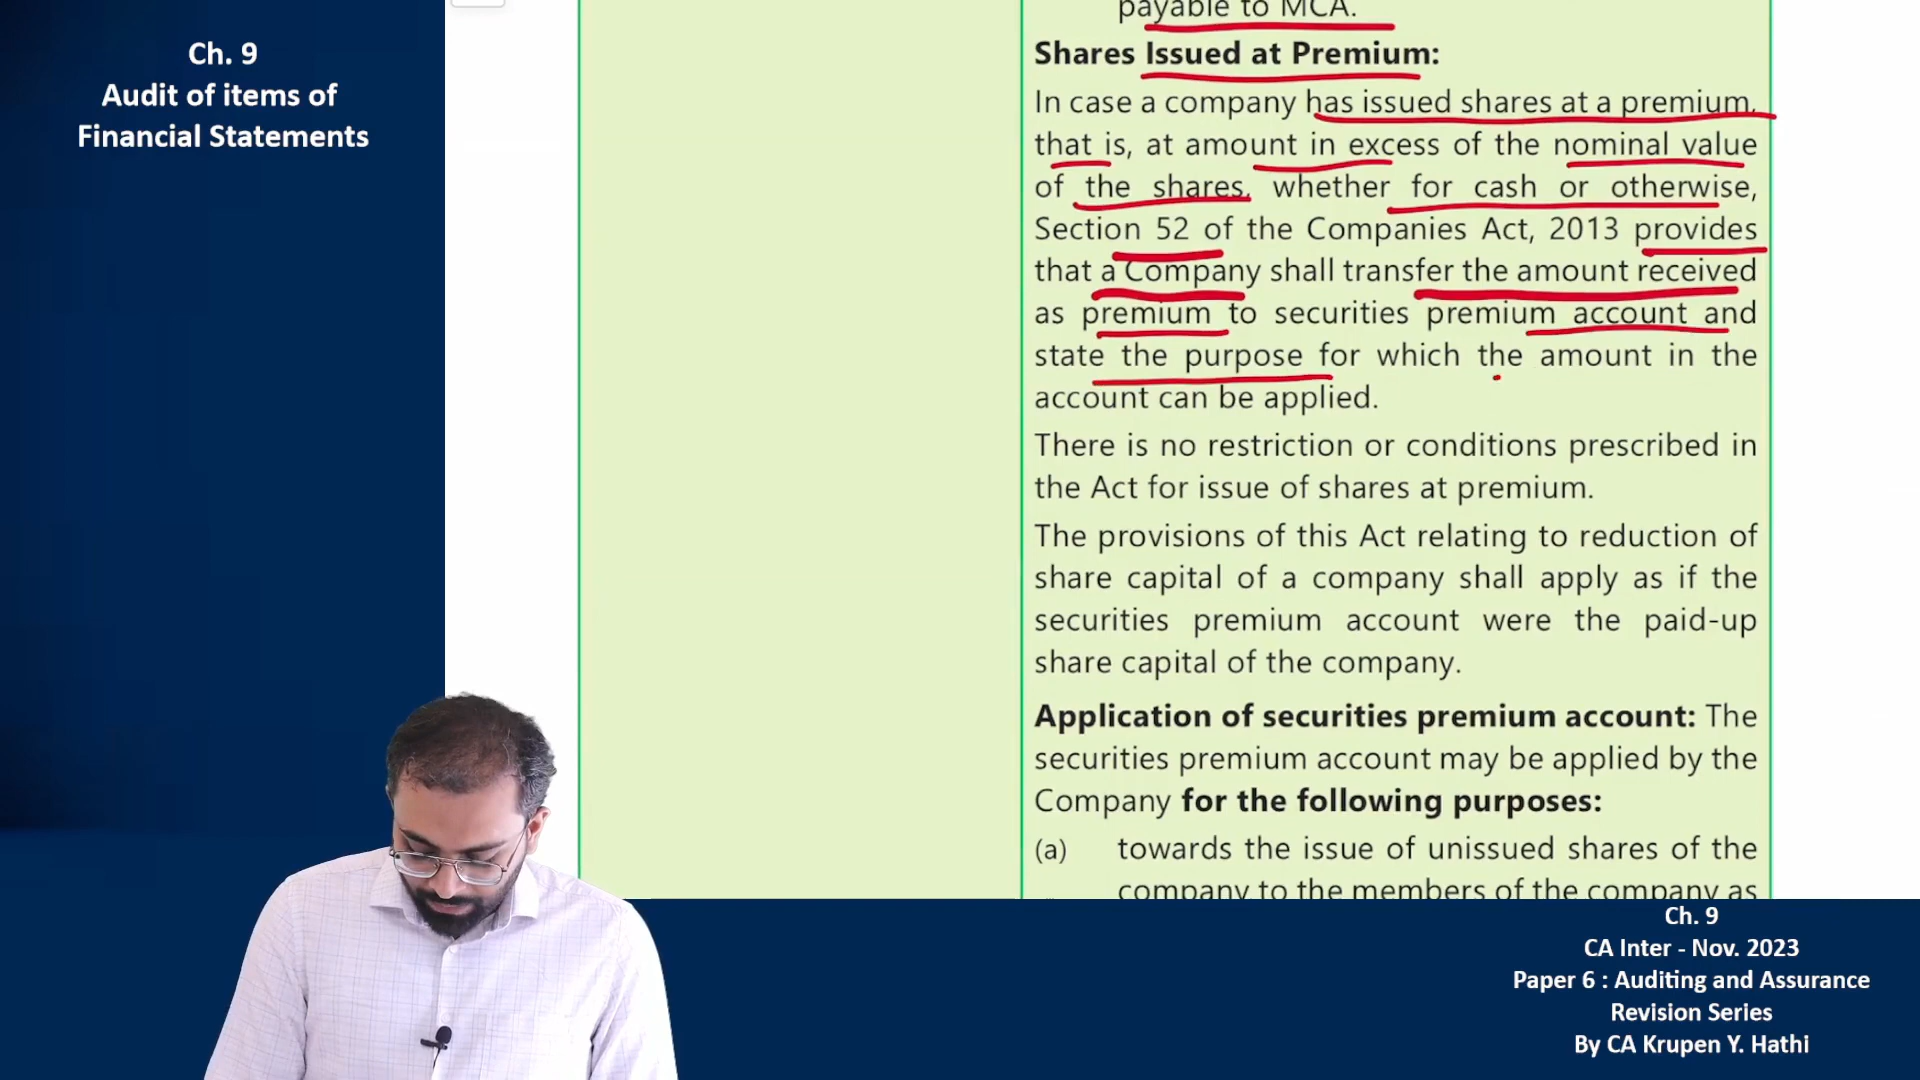 Ch. 9
Audit of items of
Financial Statements
payable to MCA.
Shares Issued at Premium:
In case a company has issued shares at a premium,
that is, at amount in excess of the nominal value
of the shares, whether for cash or otherwise,
Section 52 of the Companies Act, 2013 provides
that a Company shall transfer the amount received
as premium to securities premium account and
state the purpose for which the amount in the
account can be applied.
There is no restriction or conditions prescribed in
the Act for issue of shares at premium.
The provisions of this Act relating to reduction of
share capital of a company shall apply as if the
securities premium account were the paid-up
share capital of the company.
Application of securities premium account: The
securities premium account may be applied by the
Company for the following purposes:
(a) towards the issue of unissued shares of the
company to the members of the company as
Ch. 9
CA Inter - Nov. 2023
Paper 6 : Auditing and Assurance
Revision Series
By CA Krupen Y. Hathi